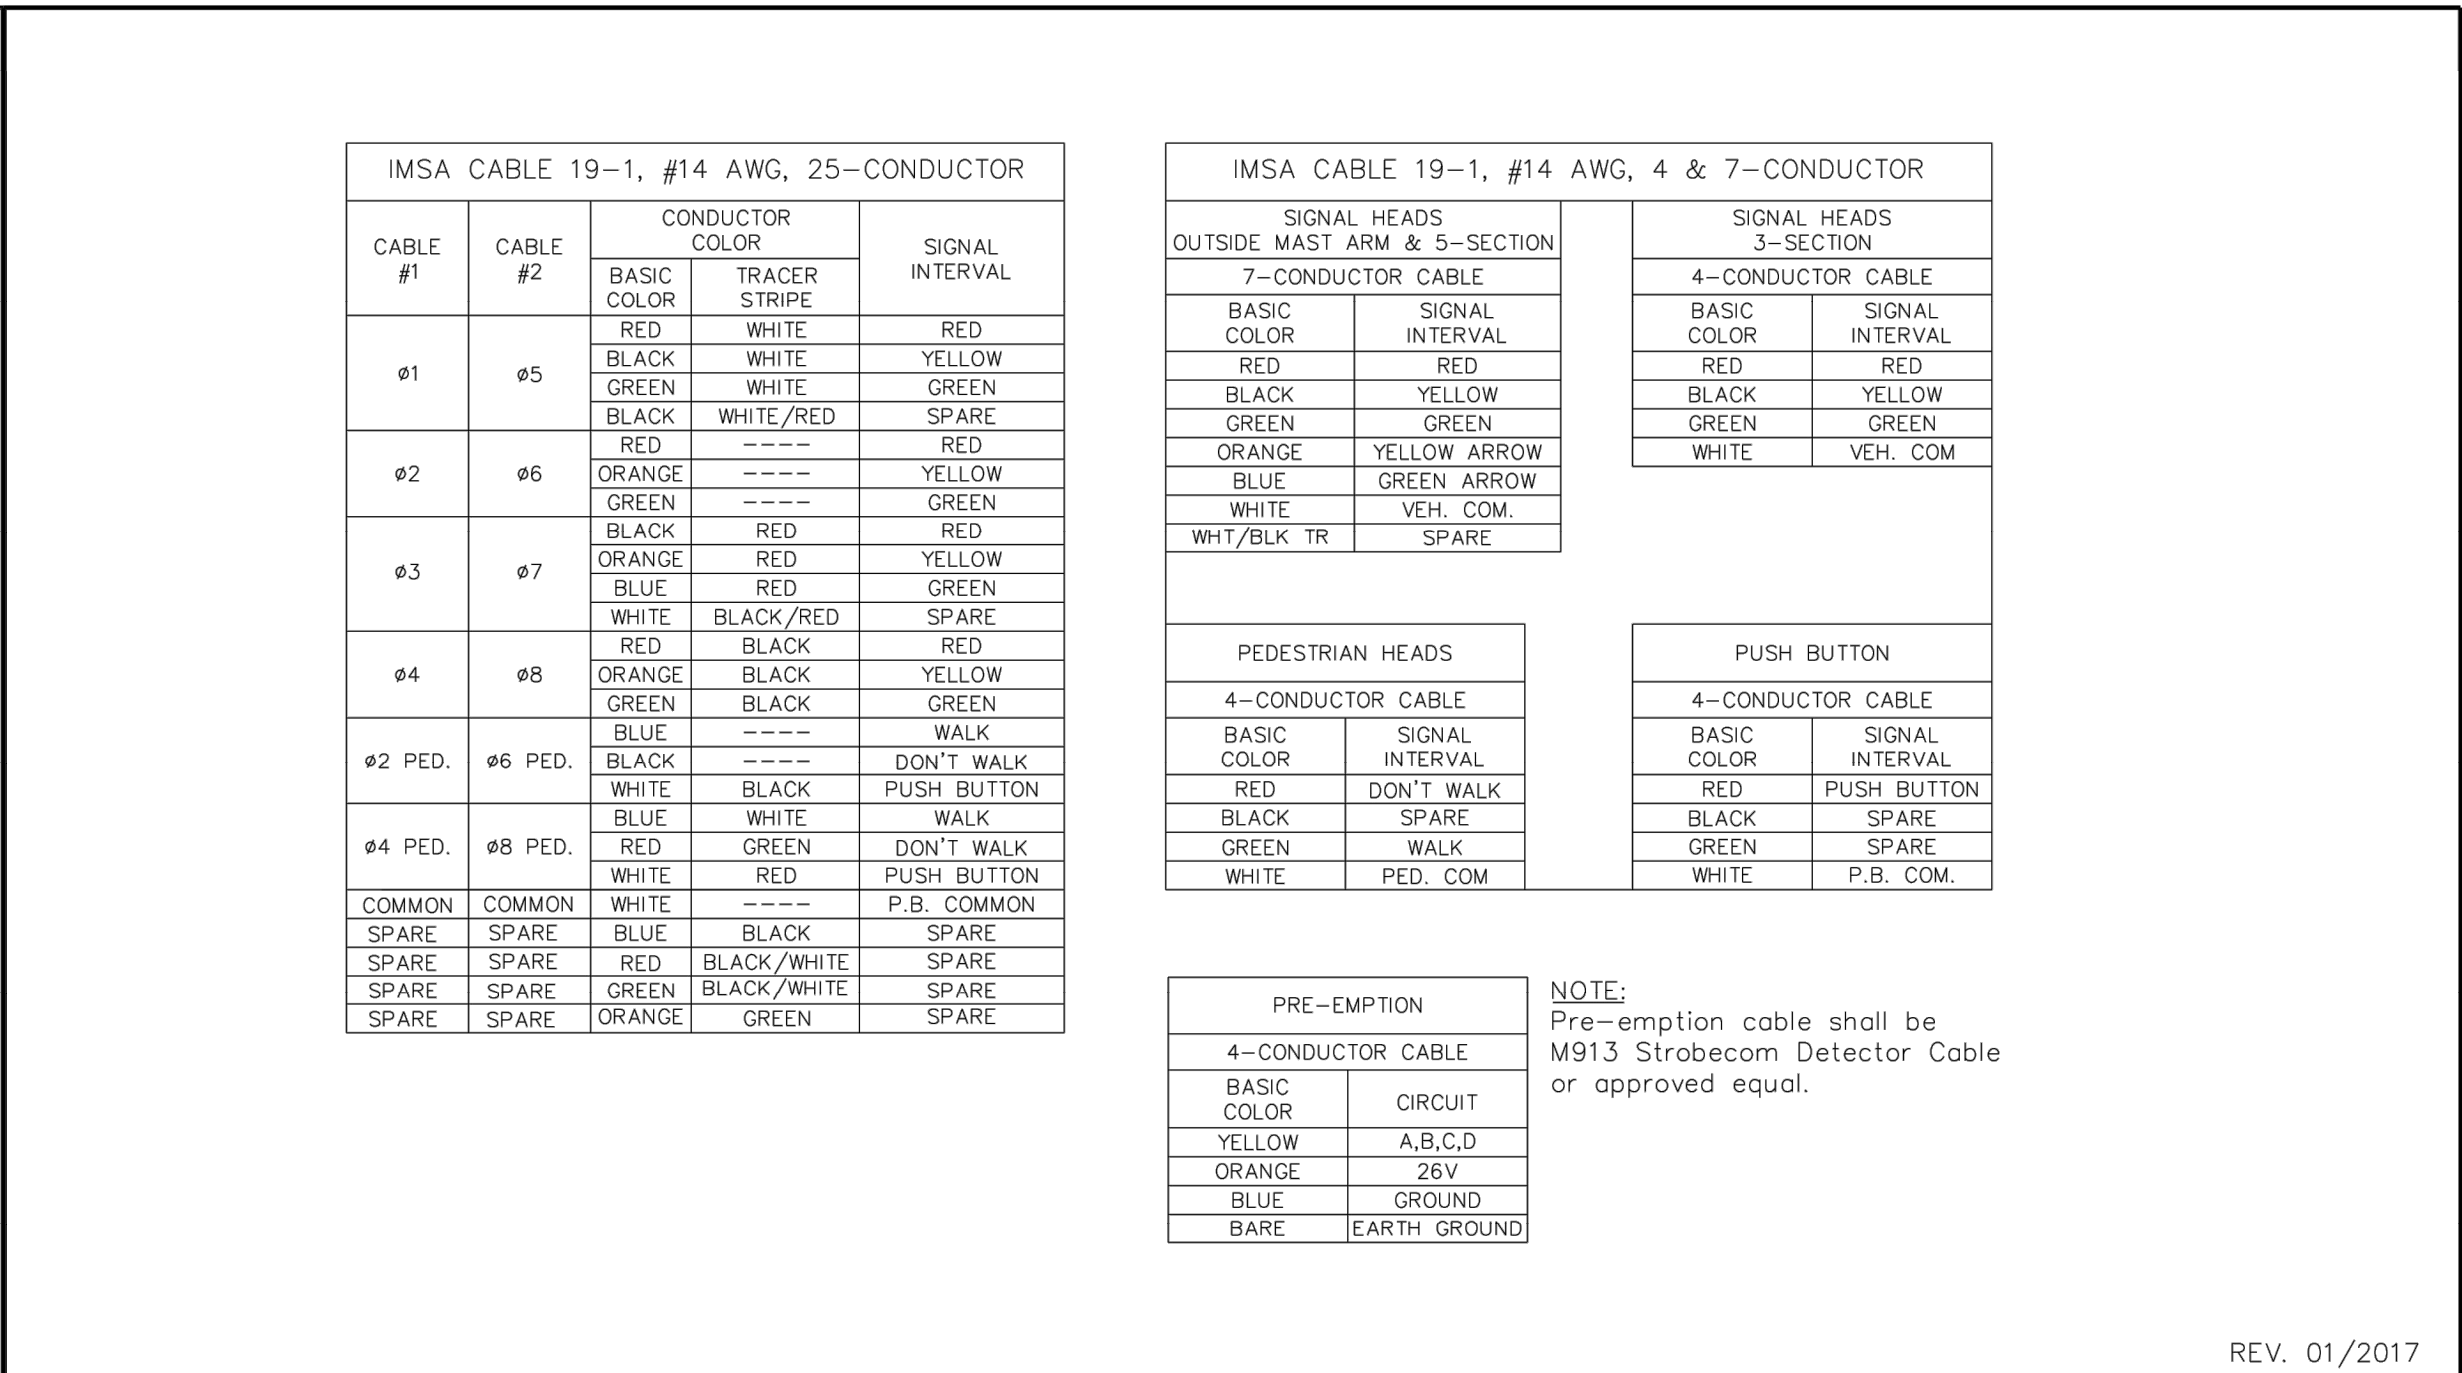 IMSA CABLE 19-1, #14 AWG, 25-CONDUCTOR
CABLE #1
CABLE #2
CONDUCTOR COLOR
SIGNAL INTERVAL
BASIC COLOR
TRACER STRIPE
ø1 ø5
RED WHITE RED
BLACK WHITE YELLOW
GREEN WHITE GREEN
BLACK WHITE/RED SPARE
ø2 ø6
RED ---- RED
ORANGE ---- YELLOW
GREEN ---- GREEN
ø3 ø7
BLACK RED RED
ORANGE RED YELLOW
BLUE RED GREEN
WHITE BLACK/RED SPARE
ø4 ø8
RED BLACK RED
ORANGE BLACK YELLOW
GREEN BLACK GREEN
ø2 PED. ø6 PED.
BLUE ---- WALK
BLACK ---- DON'T WALK
WHITE BLACK PUSH BUTTON
ø4 PED. ø8 PED.
BLUE WHITE WALK
RED GREEN DON'T WALK
WHITE RED PUSH BUTTON
COMMON COMMON WHITE ---- P.B. COMMON
SPARE SPARE BLUE BLACK SPARE
SPARE SPARE RED BLACK/WHITE SPARE
SPARE SPARE GREEN BLACK/WHITE SPARE
SPARE SPARE ORANGE GREEN SPARE
IMSA CABLE 19-1, #14 AWG, 4 & 7-CONDUCTOR
SIGNAL HEADS
OUTSIDE MAST ARM & 5-SECTION
7-CONDUCTOR CABLE
BASIC COLOR
SIGNAL INTERVAL
RED RED
BLACK YELLOW
GREEN GREEN
ORANGE YELLOW ARROW
BLUE GREEN ARROW
WHITE VEH. COM.
WHT/BLK TR SPARE
SIGNAL HEADS
3-SECTION
4-CONDUCTOR CABLE
BASIC COLOR
SIGNAL INTERVAL
RED RED
BLACK YELLOW
GREEN GREEN
WHITE VEH. COM
PEDESTRIAN HEADS
4-CONDUCTOR CABLE
BASIC COLOR
SIGNAL INTERVAL
RED DON'T WALK
BLACK SPARE
GREEN WALK
WHITE PED. COM
PUSH BUTTON
4-CONDUCTOR CABLE
BASIC COLOR
SIGNAL INTERVAL
RED PUSH BUTTON
BLACK SPARE
GREEN SPARE
WHITE P.B. COM.
PRE-EMPTION
4-CONDUCTOR CABLE
BASIC COLOR
CIRCUIT
YELLOW A,B,C,D
ORANGE 26V
BLUE GROUND
BARE EARTH GROUND
NOTE:
Pre-emption cable shall be
M913 Strobecom Detector Cable
or approved equal.
REV. 01/2017